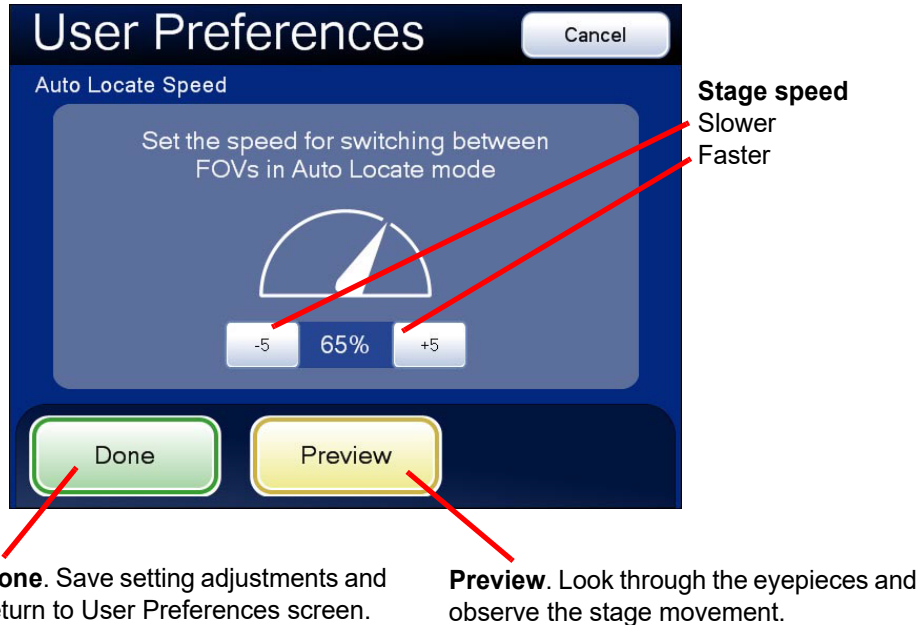 User Preferences
Cancel
Auto Locate Speed
Set the speed for switching between
FOVs in Auto Locate mode
-5
65%
+5
Done
Preview
Stage speed
Slower
Faster
one. Save setting adjustments and
eturn to User Preferences screen.
Preview. Look through the eyepieces and
observe the stage movement.